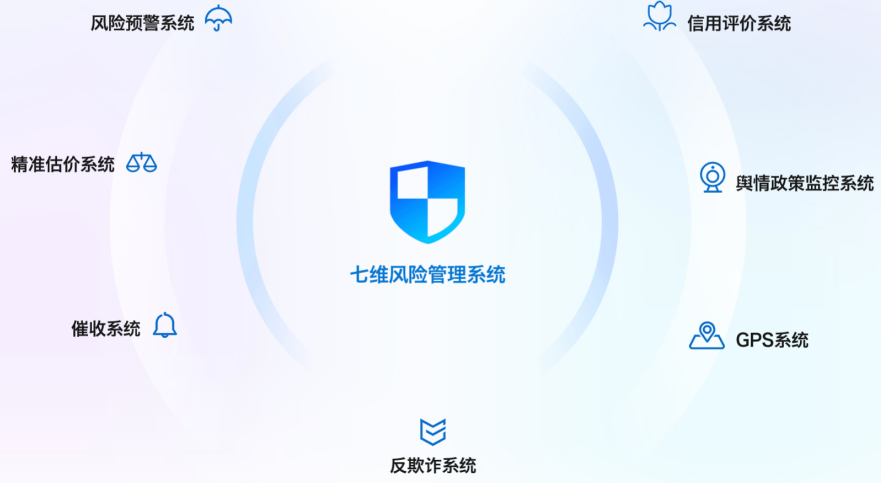 风险预警系统
信用评价系统
精准估价系统
舆情政策监控系统
七维风险管理系统
催收系统
GPS系统
反欺诈系统